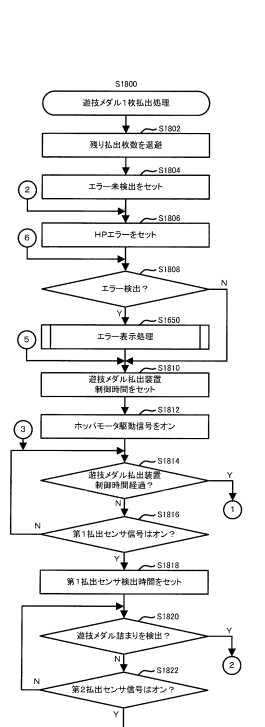 S1800
遊技メダル1枚払出処理
S1802
残り払出枚数を退避
S1804
エラー未検出をセット
2
S1806
HPエラーをセット
6
S1808
エラー検出?
N
Y
S1650
エラー表示処理
5
S1810
遊技メダル払出装置
制御時間をセット
S1812
ホッパモータ駆動信号をオン
3
S1814
遊技メダル払出装置
制御時間経過?
Y
N
1
S1816
第1払出センサ信号はオン?
N
Y
S1818
第1払出センサ検出時間をセット
S1820
遊技メダル詰まりを検出?
Y
N
2
S1822
第2払出センサ信号はオン?
N
Y